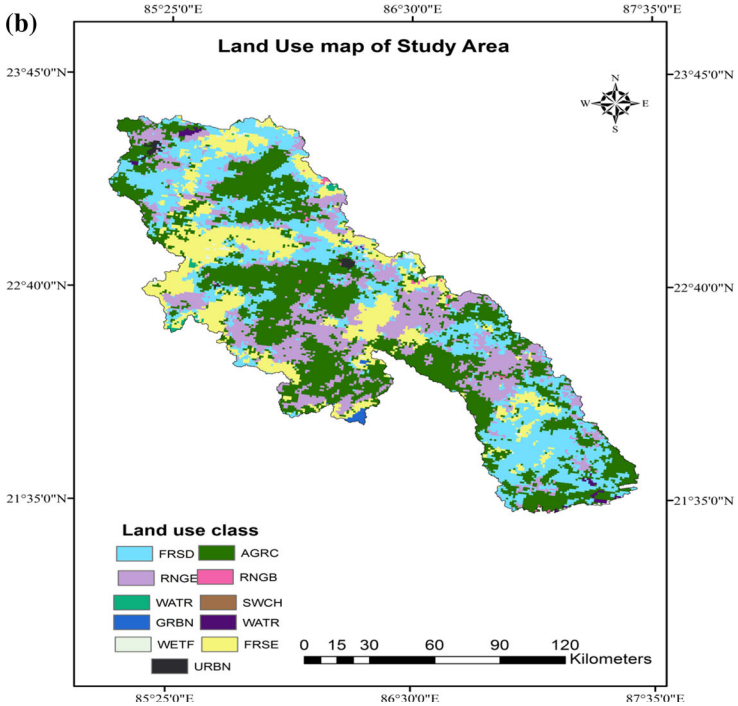 (b)
85°25'0"E 86°30'0"E 87°35'0"E
Land Use map of Study Area
23°45'0"N 23°45'0"N
N
W E
S
22°40'0"N 22°40'0"N
21°35'0"N 21°35'0"N
Land use class
FRSD AGRC
RNGE RNGB
WATR SWCH
GRBN WATR
WETF FRSE
URBN
0 15 30 60 90 120
Kilometers
85°25'0"E 86°30'0"E 87°35'0"E